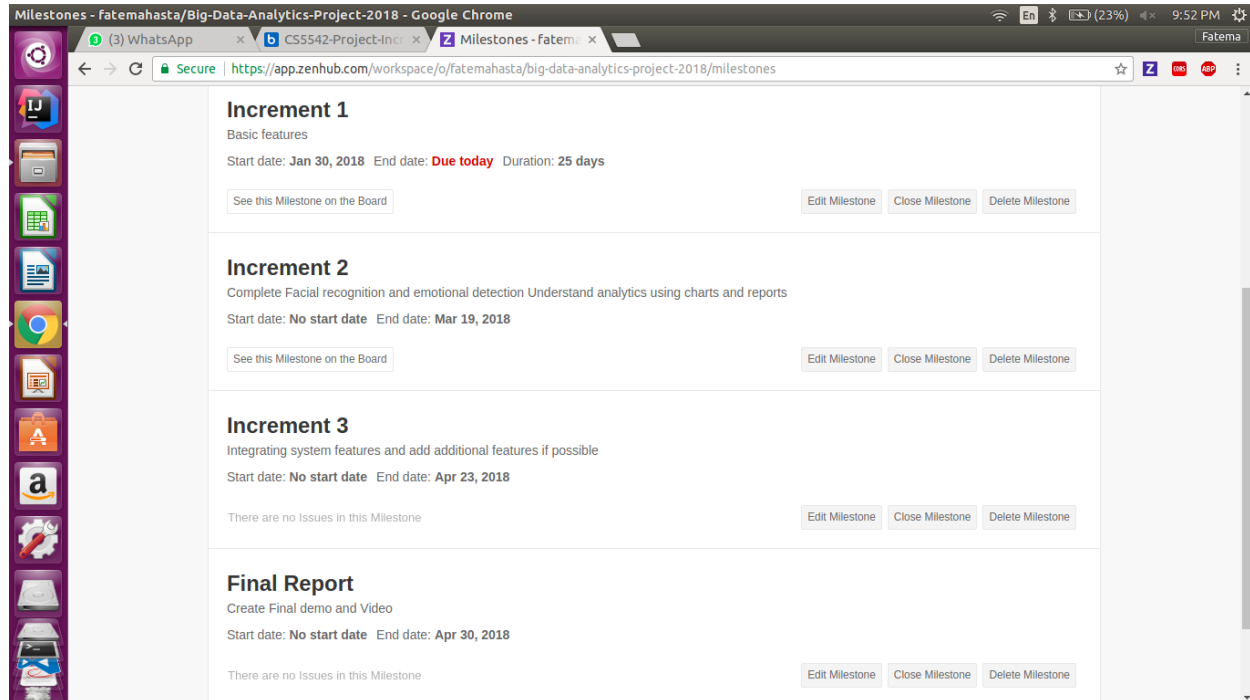 Milestones - fatemahasta/Big-Data-Analytics-Project-2018 - Google Chrome
En (23%) 9:52 PM
(3) WhatsApp CS5542-Project-Incr Milestones - fatema Fatema
Secure https://app.zenhub.com/workspace/o/fatemahasta/big-data-analytics-project-2018/milestones
Increment 1
Basic features
Start date: Jan 30, 2018 End date: Due today Duration: 25 days
See this Milestone on the Board Edit Milestone Close Milestone Delete Milestone
Increment 2
Complete Facial recognition and emotional detection Understand analytics using charts and reports
Start date: No start date End date: Mar 19, 2018
See this Milestone on the Board Edit Milestone Close Milestone Delete Milestone
Increment 3
Integrating system features and add additional features if possible
Start date: No start date End date: Apr 23, 2018
There are no Issues in this Milestone Edit Milestone Close Milestone Delete Milestone
Final Report
Create Final demo and Video
Start date: No start date End date: Apr 30, 2018
There are no Issues in this Milestone Edit Milestone Close Milestone Delete Milestone